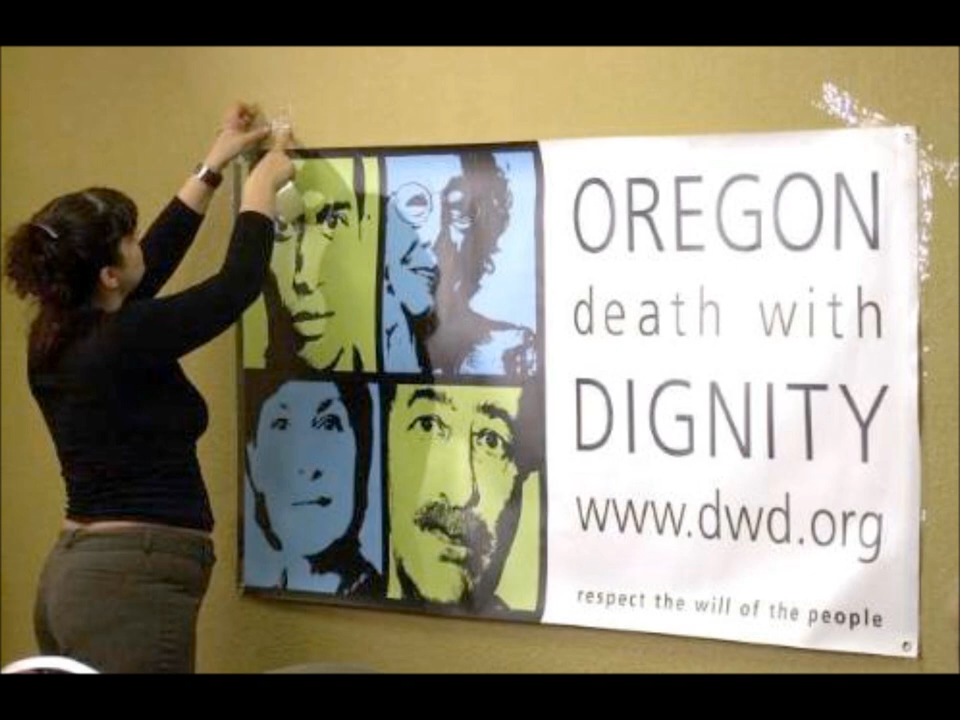 OREGON
death with
DIGNITY
www.dwd.org
respect the will of the people